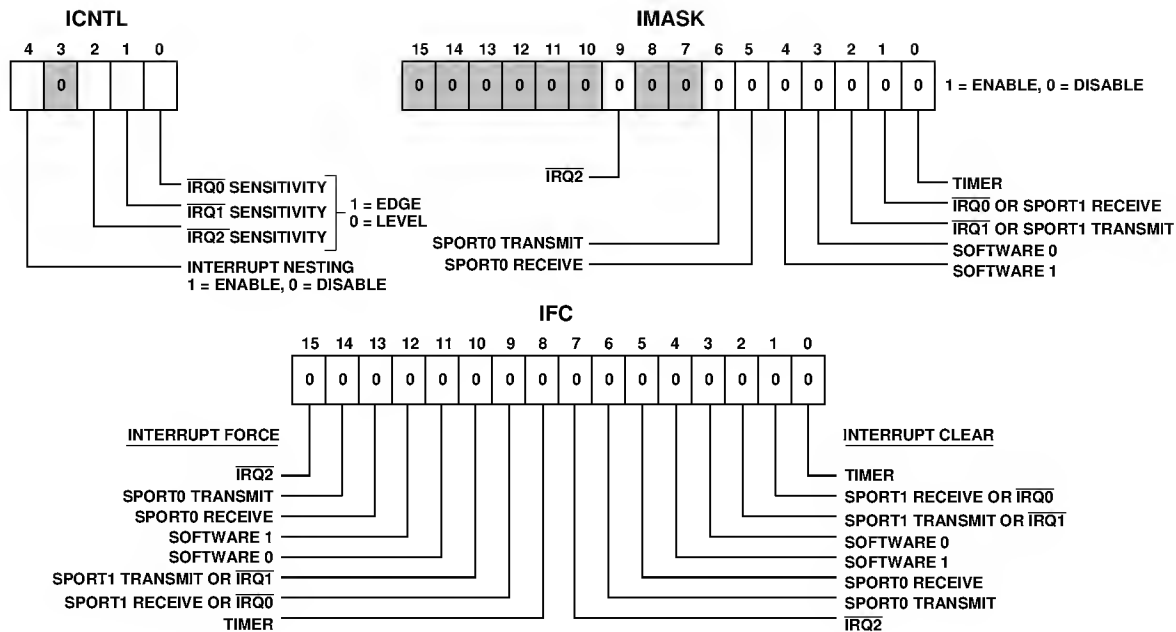 ICNTL
4 3 2 1 0
0
IRQ0 SENSITIVITY
IRQ1 SENSITIVITY
IRQ2 SENSITIVITY
1 = EDGE
0 = LEVEL
INTERRUPT NESTING
1 = ENABLE, 0 = DISABLE
IMASK
15 14 13 12 11 10 9 8 7 6 5 4 3 2 1 0
0 0 0 0 0 0 0 0 0 0 0 0 0 0 0 0
1 = ENABLE, 0 = DISABLE
IRQ2
SPORT0 TRANSMIT
SPORT0 RECEIVE
TIMER
IRQ0 OR SPORT1 RECEIVE
IRQ1 OR SPORT1 TRANSMIT
SOFTWARE 0
SOFTWARE 1
IFC
15 14 13 12 11 10 9 8 7 6 5 4 3 2 1 0
0 0 0 0 0 0 0 0 0 0 0 0 0 0 0 0
INTERRUPT FORCE
IRQ2
SPORT0 TRANSMIT
SPORT0 RECEIVE
SOFTWARE 1
SOFTWARE 0
SPORT1 TRANSMIT OR IRQ1
SPORT1 RECEIVE OR IRQ0
TIMER
INTERRUPT CLEAR
TIMER
SPORT1 RECEIVE OR IRQ0
SPORT1 TRANSMIT OR IRQ1
SOFTWARE 0
SOFTWARE 1
SPORT0 RECEIVE
SPORT0 TRANSMIT
IRQ2